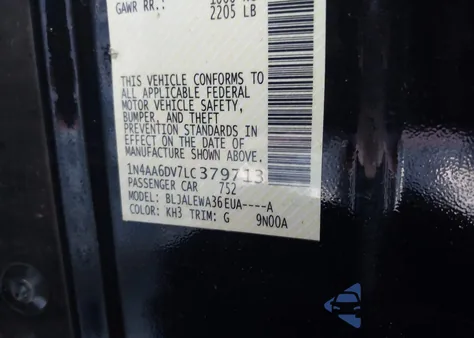 GAWR RR.: 1000 KG
2205 LB
THIS VEHICLE CONFORMS TO
ALL APPLICABLE FEDERAL
MOTOR VEHICLE SAFETY,
BUMPER, AND THEFT
PREVENTION STANDARDS IN
EFFECT ON THE DATE OF
MANUFACTURE SHOWN ABOVE.
1N4AA6DV7LC379713
PASSENGER CAR 752
MODEL: BLJALEWA36EUA----A
COLOR: KH3 TRIM: G 9N00A